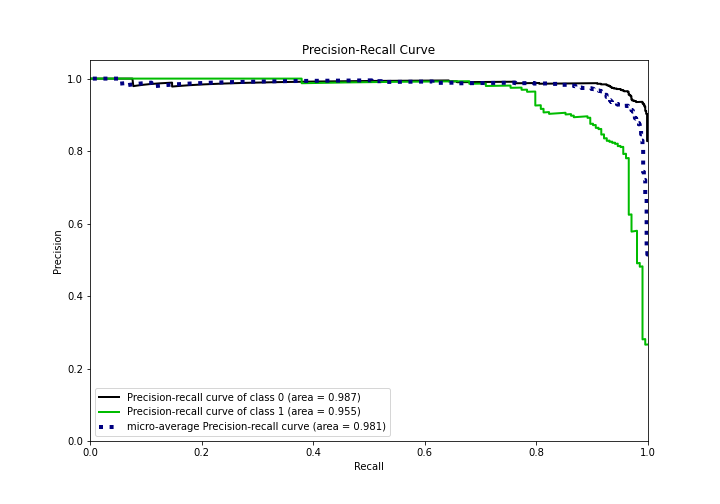 Precision-Recall Curve
1.0
0.8
0.6
0.4
0.2
0.0
Precision
Precision-recall curve of class 0 (area = 0.987)
Precision-recall curve of class 1 (area = 0.955)
micro-average Precision-recall curve (area = 0.981)
0.0 0.2 0.4 0.6 0.8 1.0
Recall